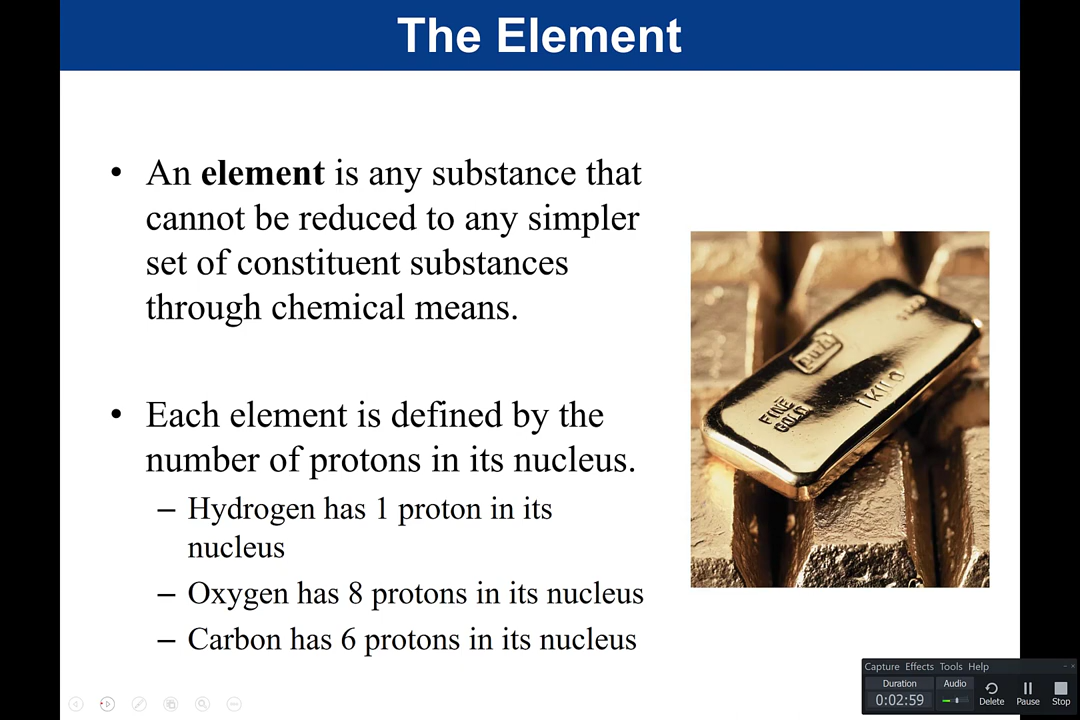 The Element
• An element is any substance that
cannot be reduced to any simpler
set of constituent substances
through chemical means.
• Each element is defined by the
number of protons in its nucleus.
– Hydrogen has 1 proton in its
nucleus
– Oxygen has 8 protons in its nucleus
– Carbon has 6 protons in its nucleus
FINE
GOLD
1 KILO
Capture Effects Tools Help
Duration
0:02:59
Audio
Delete
Pause
Stop